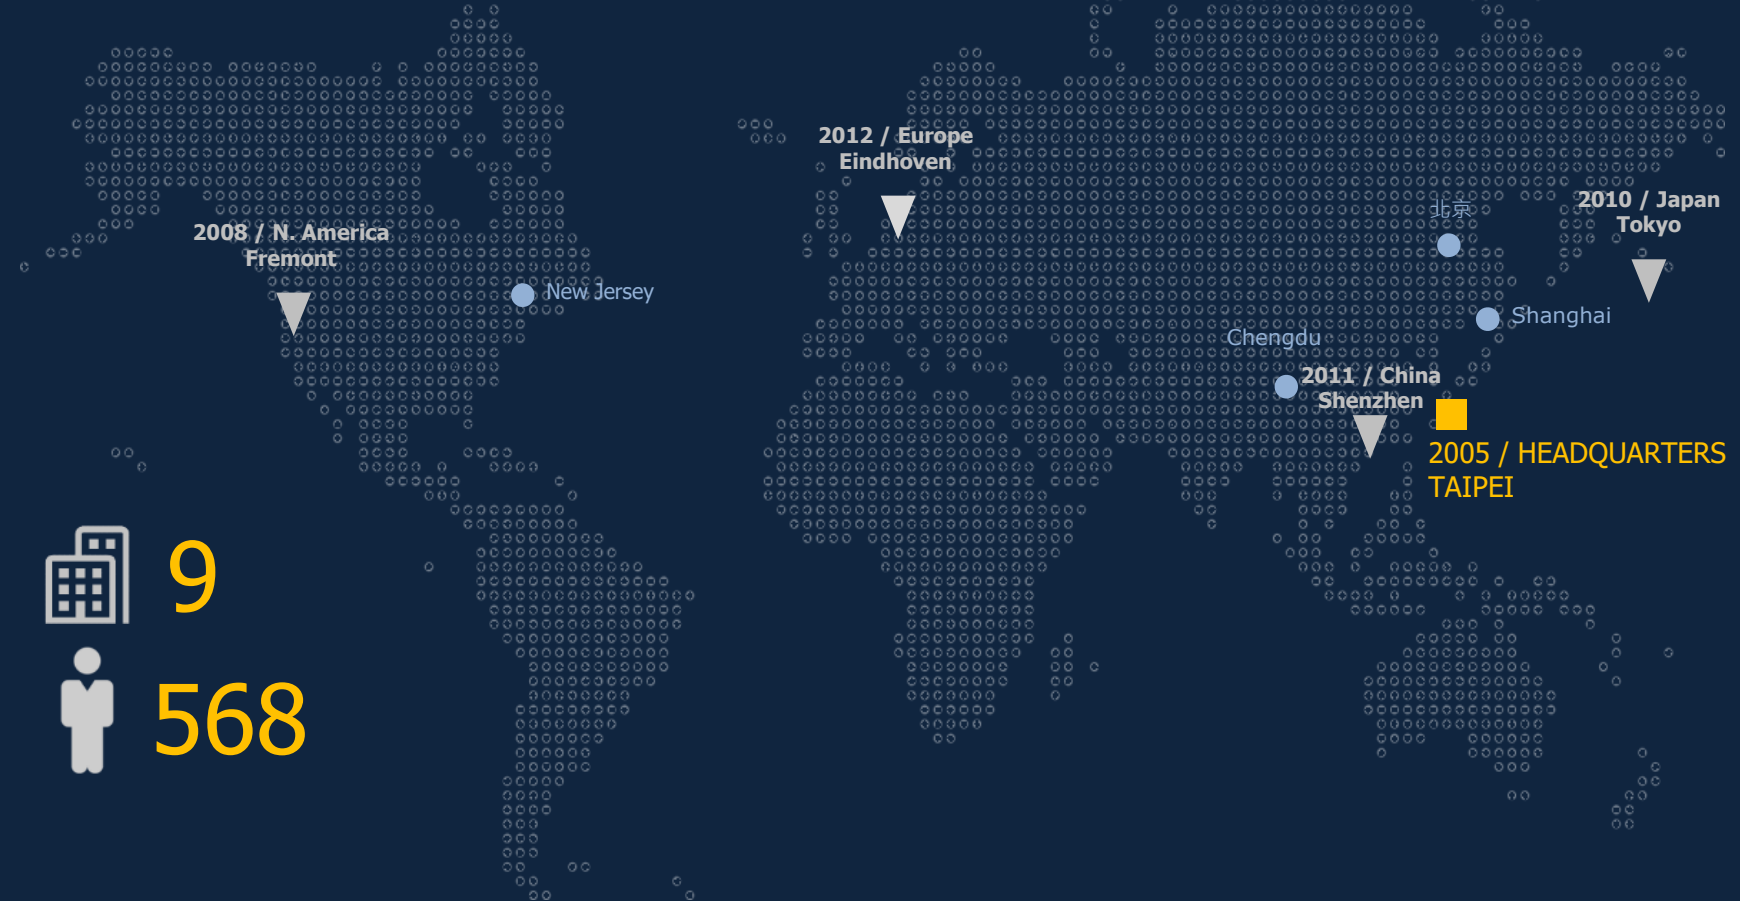 2012 / Europe
Eindhoven
2008 / N. America
Fremont
New Jersey
北京
2010 / Japan
Tokyo
Shanghai
Chengdu
2011 / China
Shenzhen
2005 / HEADQUARTERS
TAIPEI
9
568